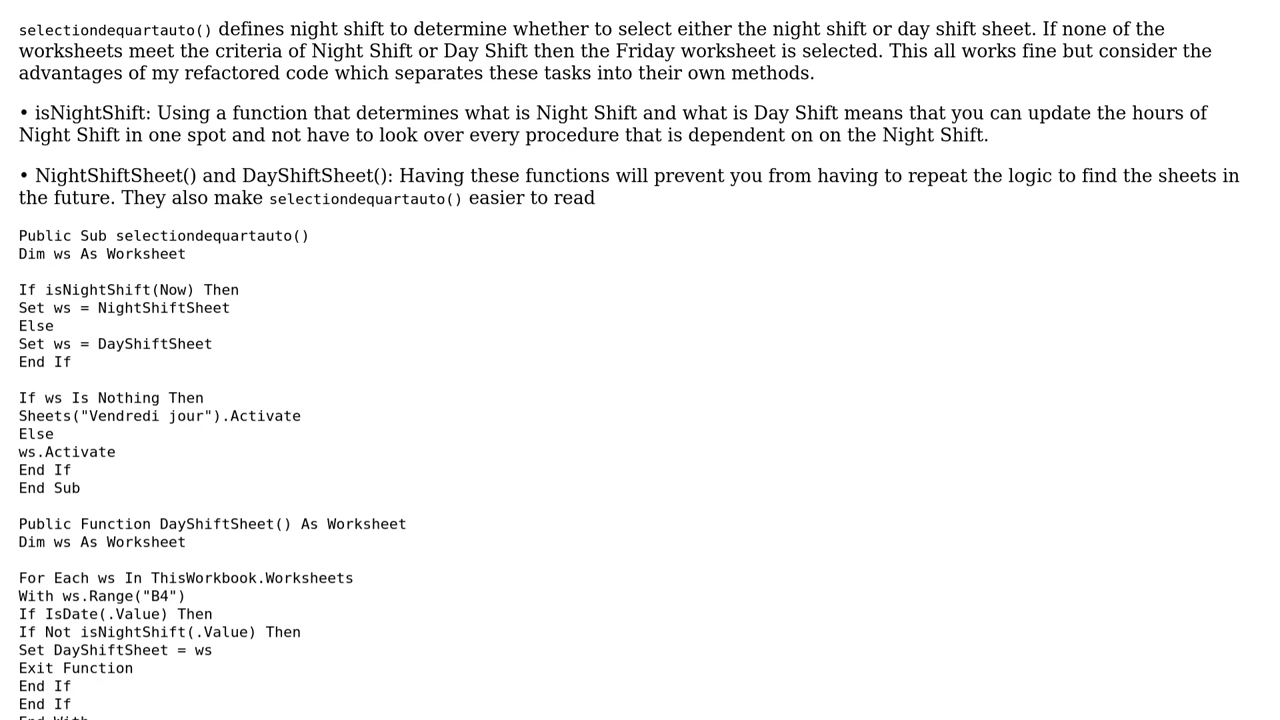 selectiondequartauto() defines night shift to determine whether to select either the night shift or day shift sheet. If none of the
worksheets meet the criteria of Night Shift or Day Shift then the Friday worksheet is selected. This all works fine but consider the
advantages of my refactored code which separates these tasks into their own methods.
• isNightShift: Using a function that determines what is Night Shift and what is Day Shift means that you can update the hours of
Night Shift in one spot and not have to look over every procedure that is dependent on on the Night Shift.
• NightShiftSheet() and DayShiftSheet(): Having these functions will prevent you from having to repeat the logic to find the sheets in
the future. They also make selectiondequartauto() easier to read
Public Sub selectiondequartauto()
Dim ws As Worksheet
If isNightShift(Now) Then
Set ws = NightShiftSheet
Else
Set ws = DayShiftSheet
End If
If ws Is Nothing Then
Sheets("Vendredi jour").Activate
Else
ws.Activate
End If
End Sub
Public Function DayShiftSheet() As Worksheet
Dim ws As Worksheet
For Each ws In ThisWorkbook.Worksheets
With ws.Range("B4")
If IsDate(.Value) Then
If Not isNightShift(.Value) Then
Set DayShiftSheet = ws
Exit Function
End If
End If
End With